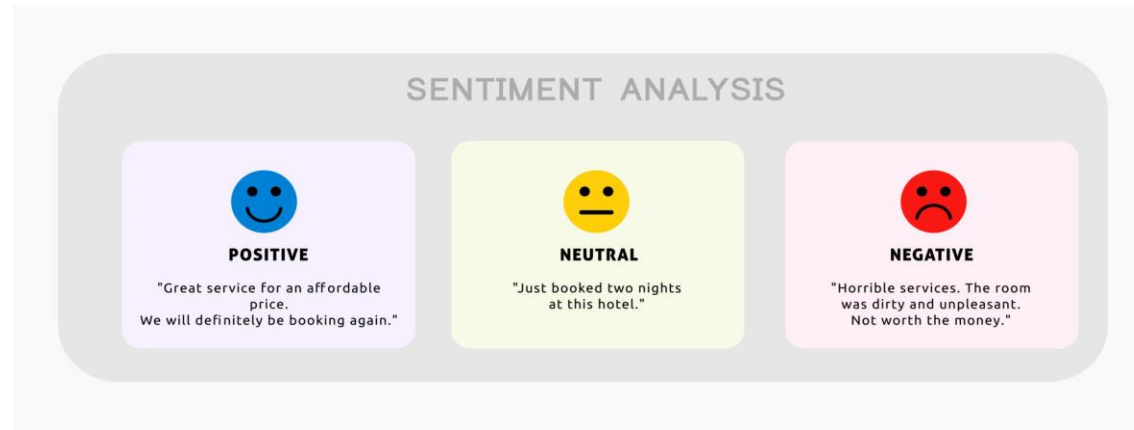 SENTIMENT ANALYSIS
POSITIVE
"Great service for an affordable
price.
We will definitely be booking again."
NEUTRAL
"Just booked two nights
at this hotel."
NEGATIVE
"Horrible services. The room
was dirty and unpleasant.
Not worth the money."